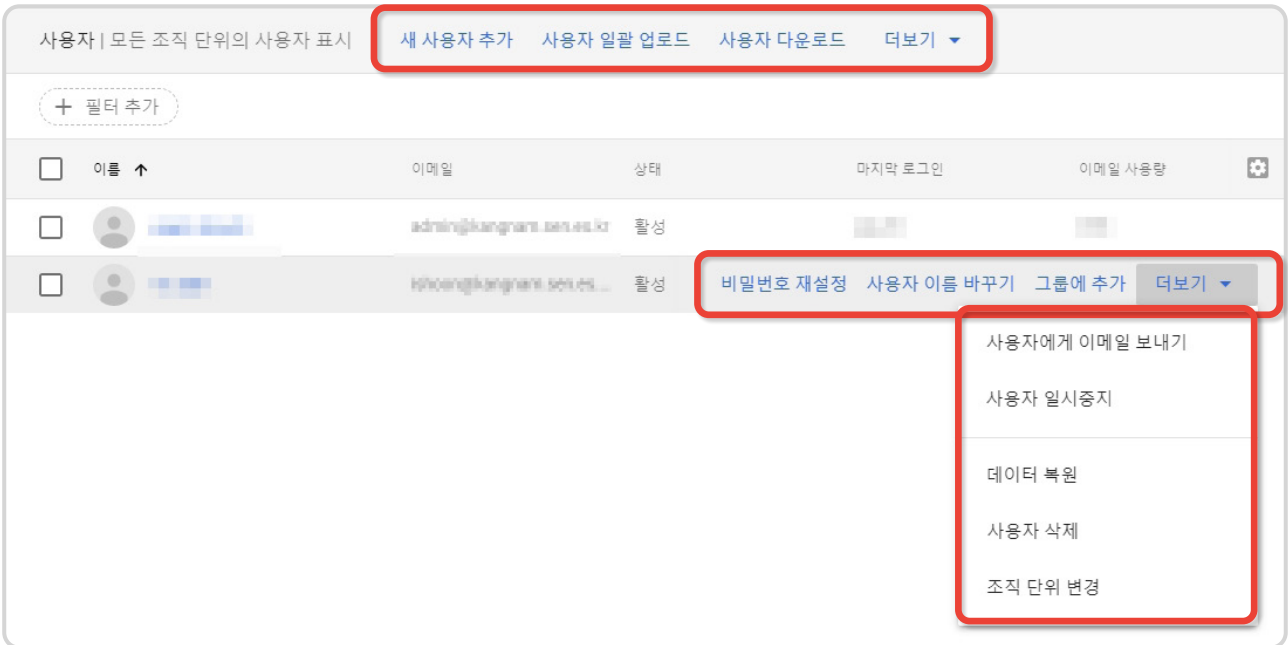 사용자 | 모든 조직 단위의 사용자 표시 새 사용자 추가 사용자 일괄 업로드 사용자 다운로드 더보기
+ 필터 추가
이름 ↑ 이메일 상태 마지막 로그인 이메일 사용량
활성
활성 비밀번호 재설정 사용자 이름 바꾸기 그룹에 추가 더보기
사용자에게 이메일 보내기
사용자 일시중지
데이터 복원
사용자 삭제
조직 단위 변경